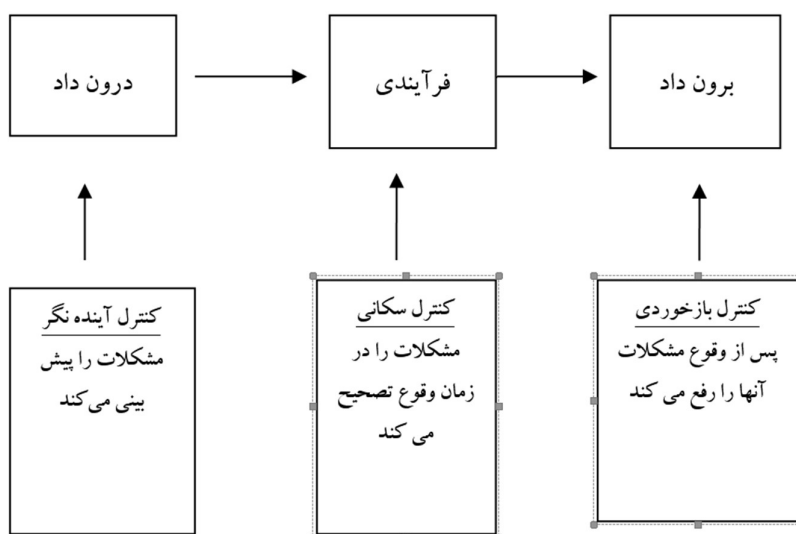 درون داد
فرآیندی
برون داد
کنترل آینده نگر
مشکلات را پیش
بینی می‌کند
کنترل سکانی
مشکلات را در
زمان وقوع تصحیح
می کند
کنترل بازخوردی
پس از وقوع مشکلات
آنها را رفع می کند